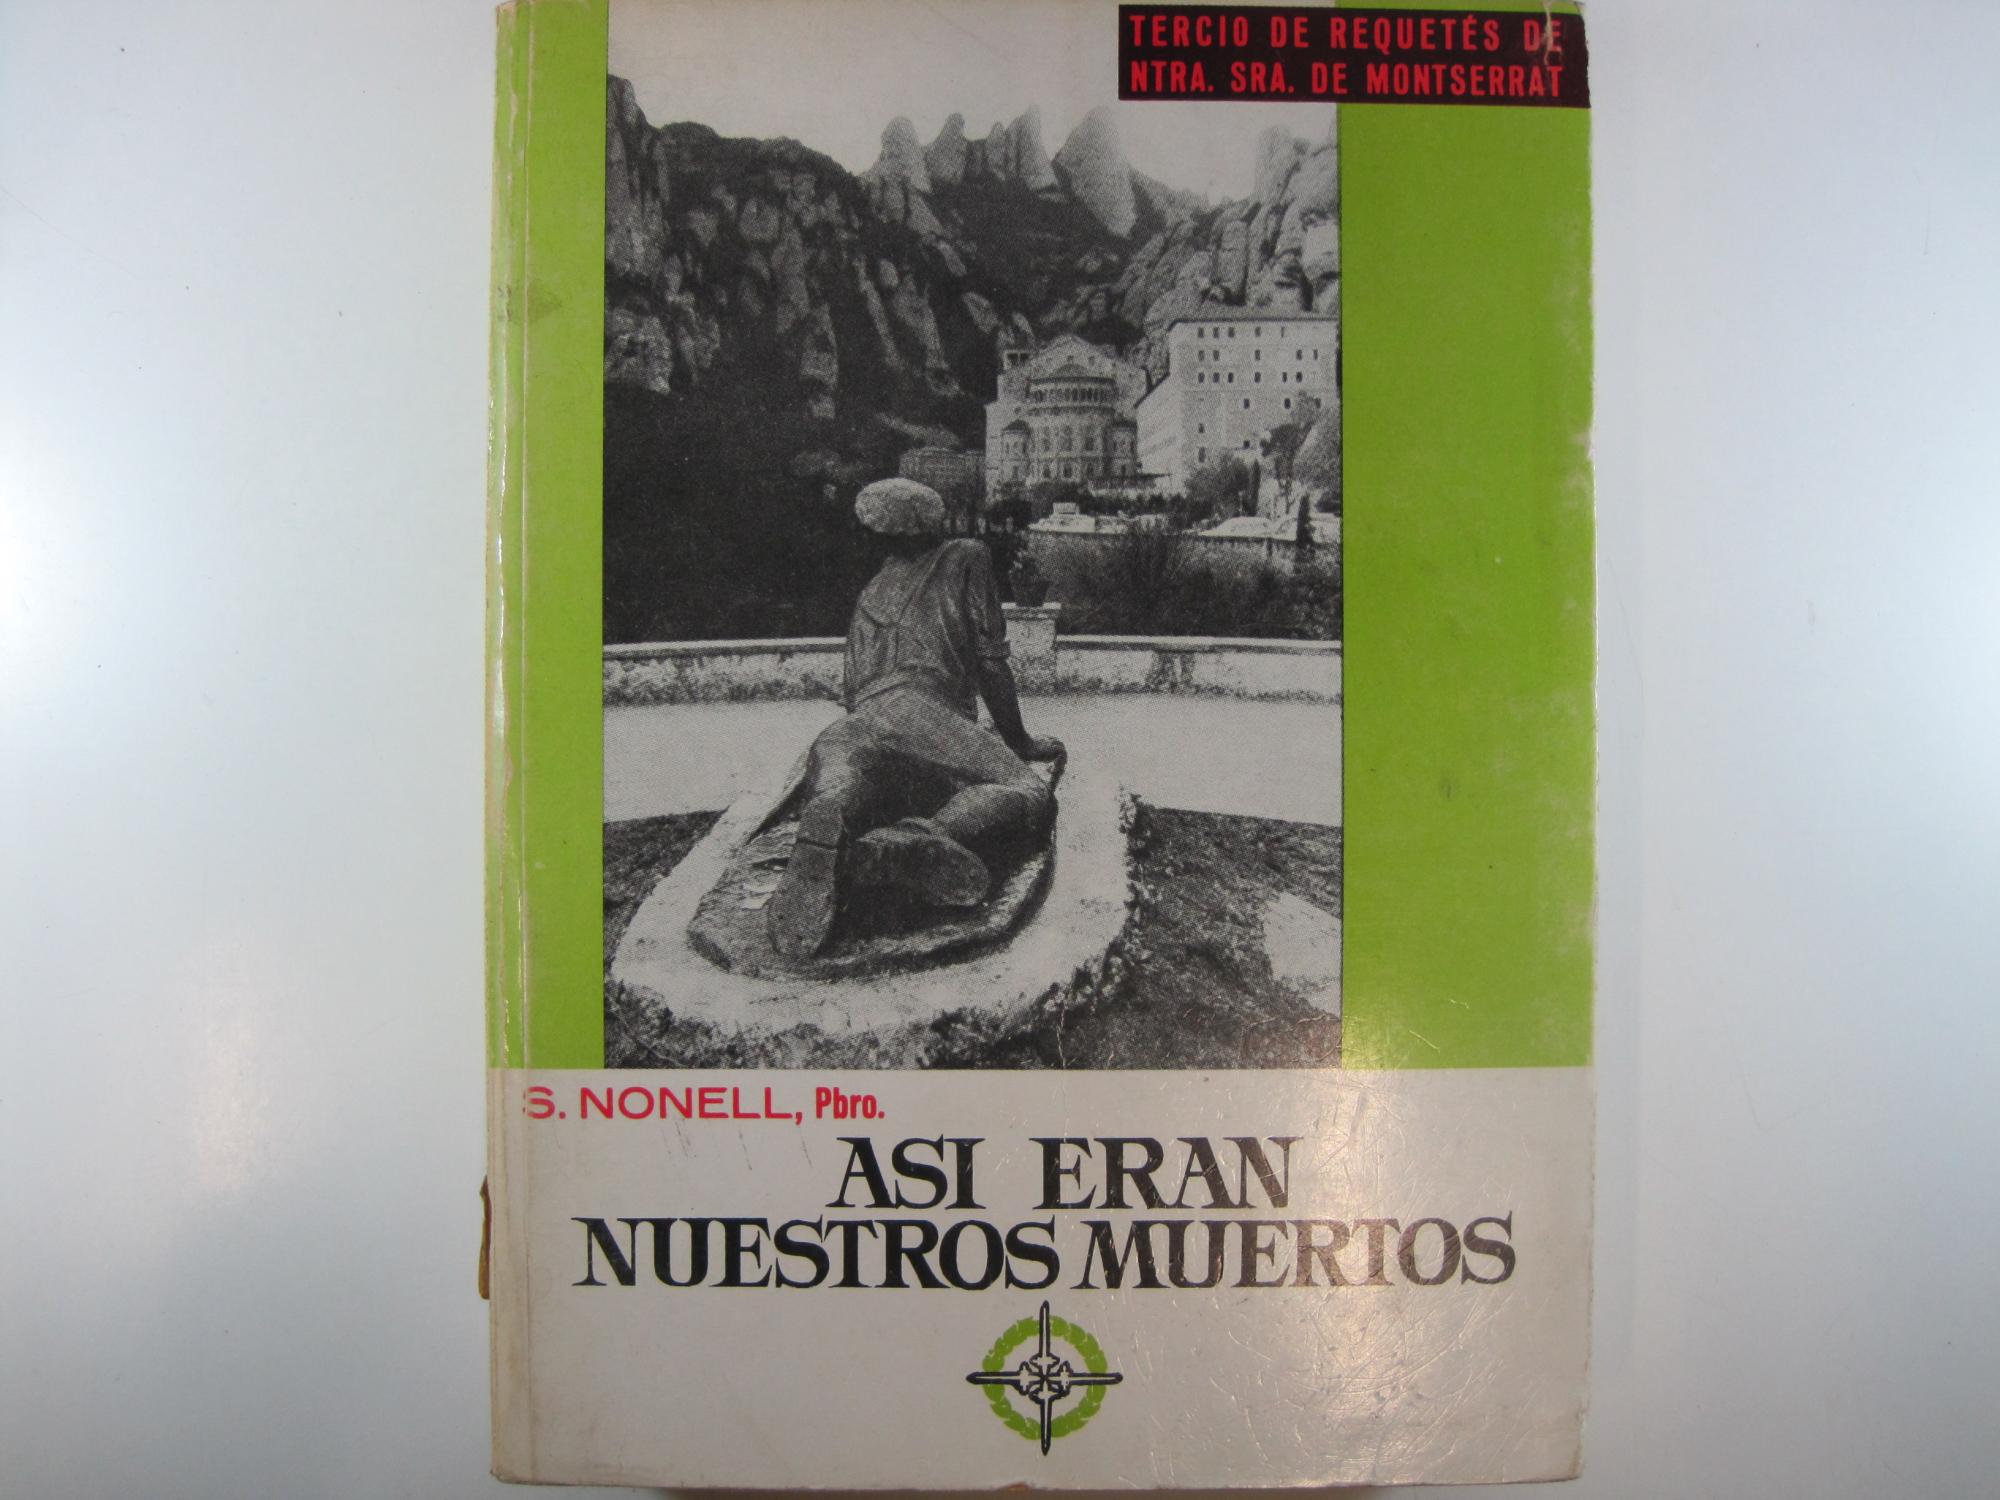 TERCIO DE REQUETÉS DE
NTRA. SRA. DE MONTSERRAT
S. NONELL, Pbro.
ASI ERAN
NUESTROS MUERTOS